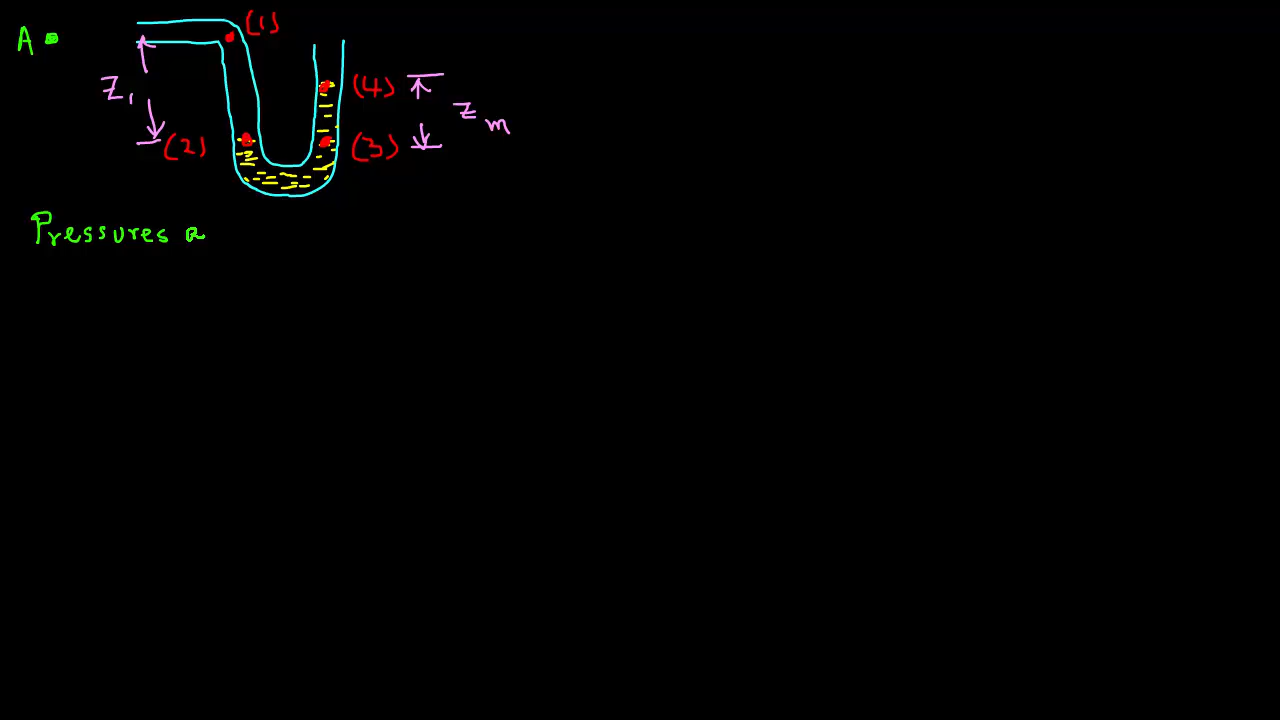 A
(1)
Z1
(4)
Zm
(2)
(3)
Pressures a